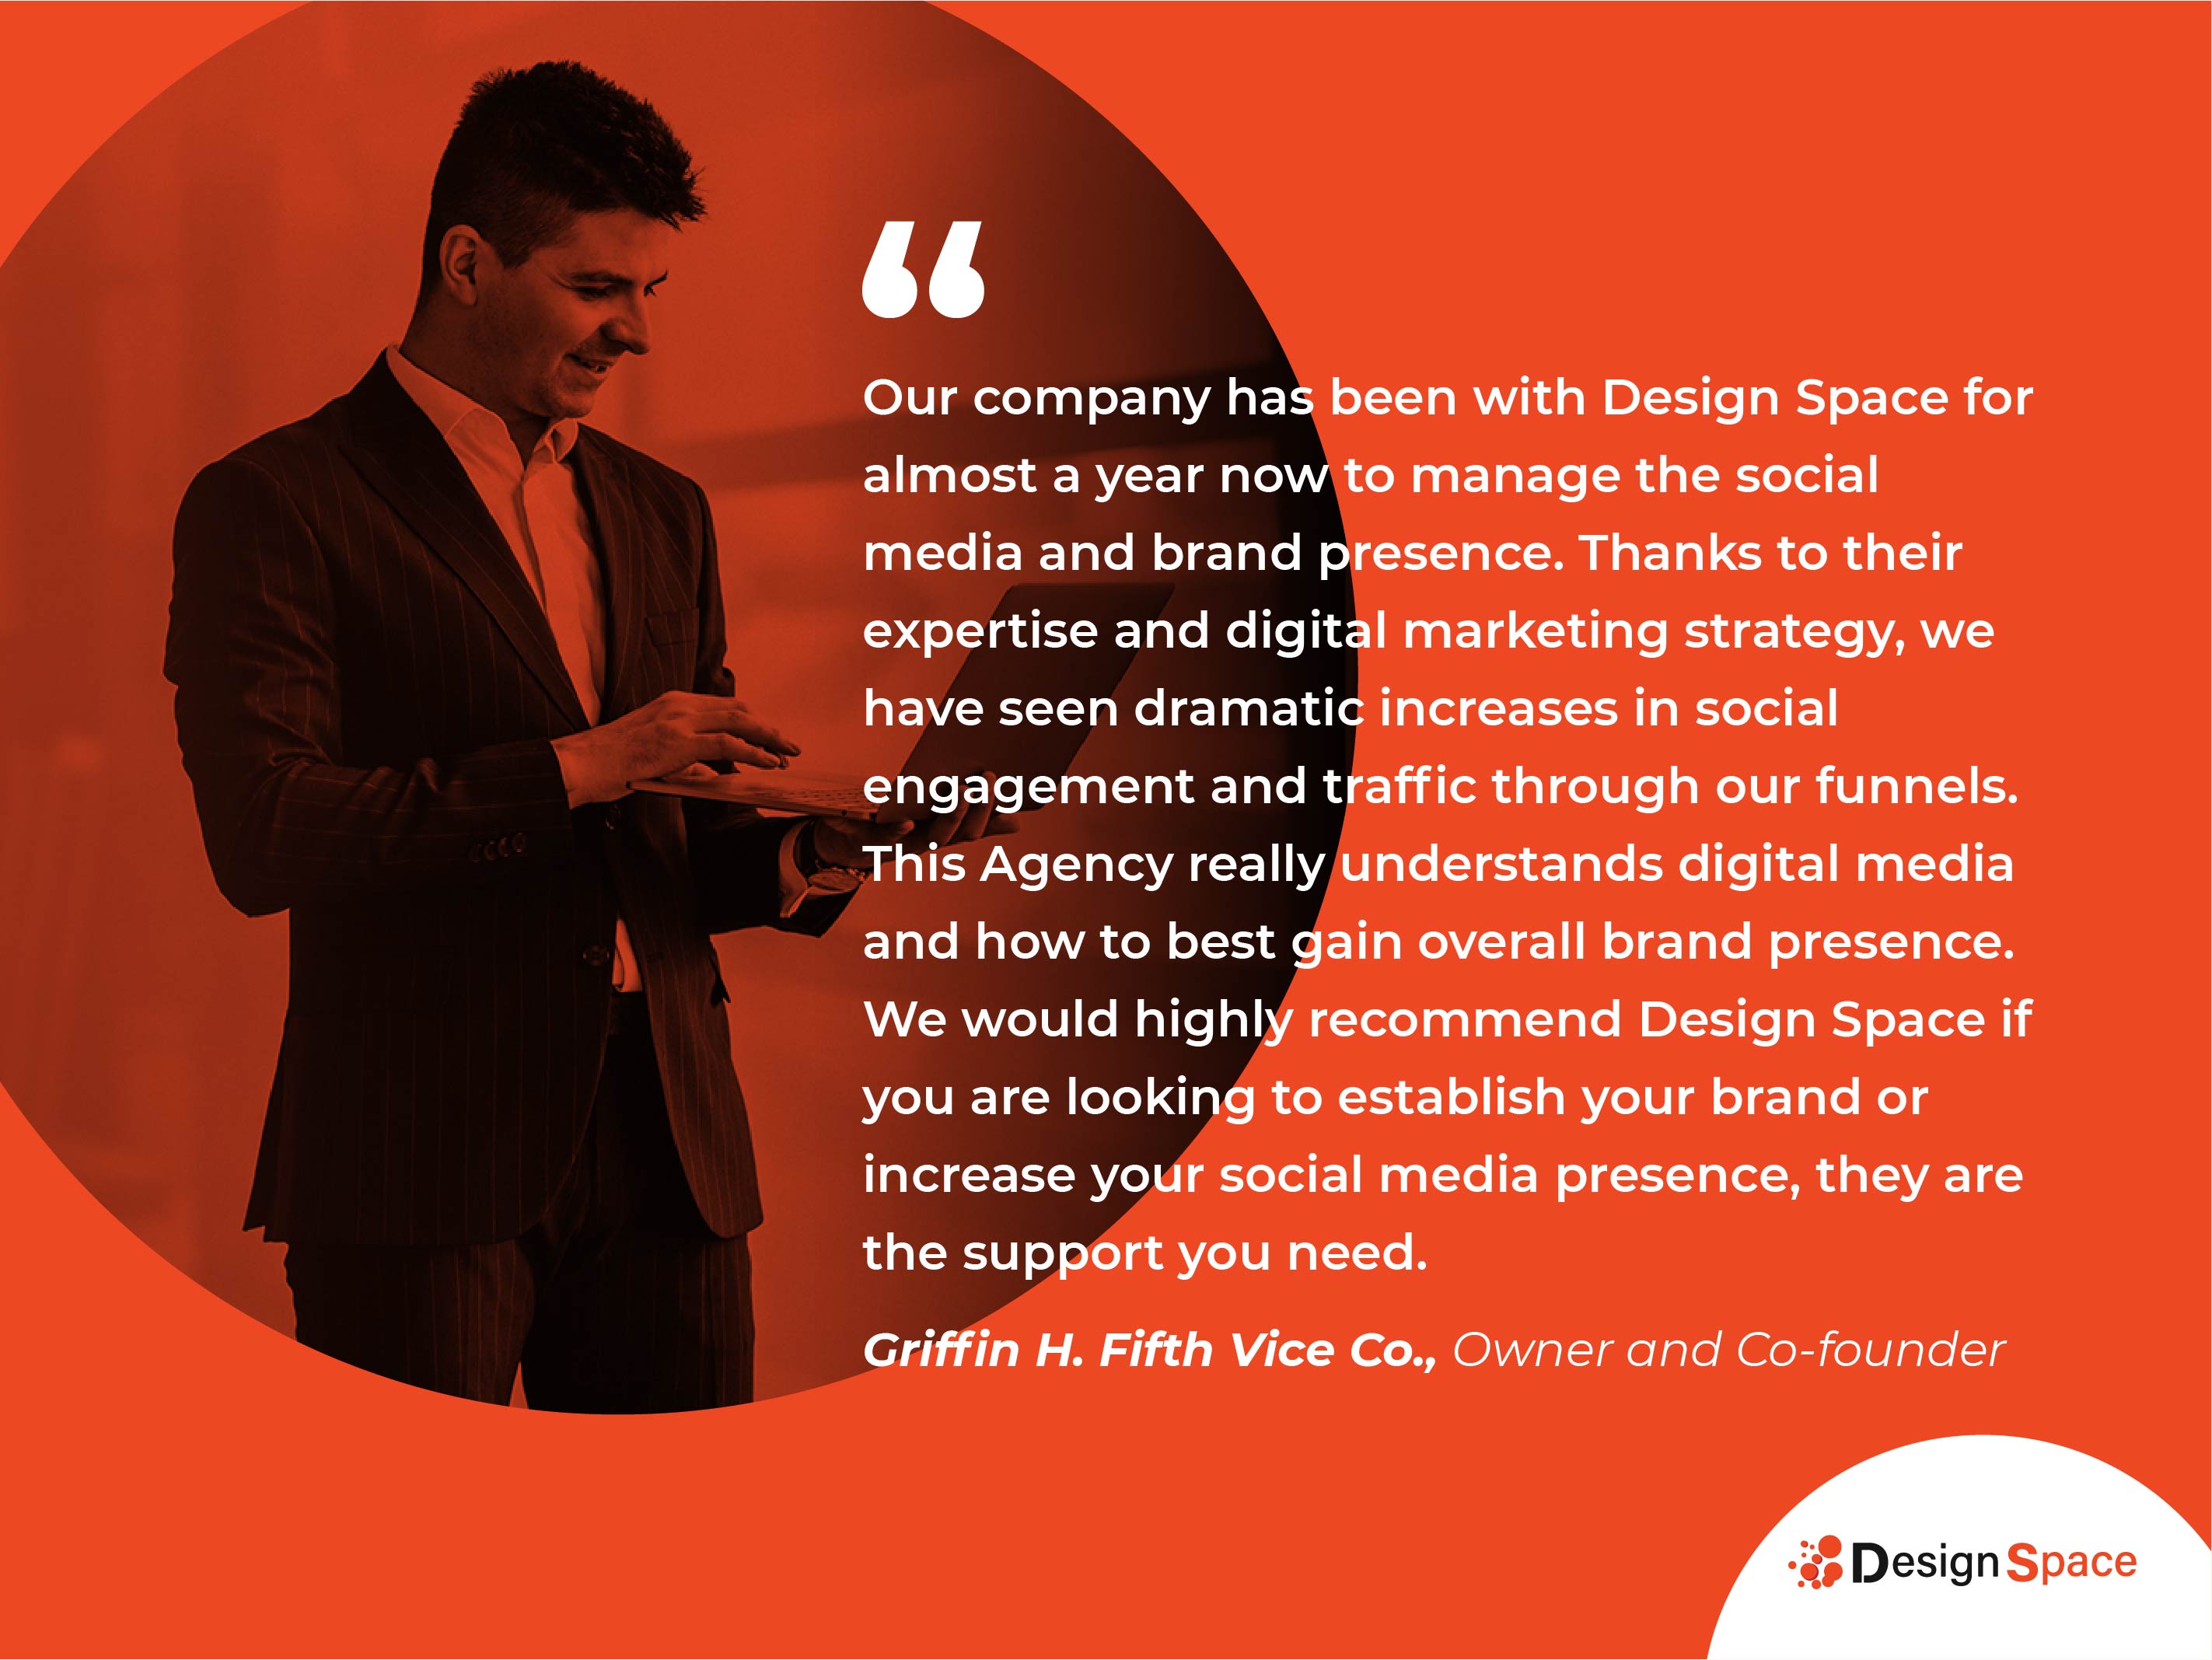 “
Our company has been with Design Space for
almost a year now to manage the social
media and brand presence. Thanks to their
expertise and digital marketing strategy, we
have seen dramatic increases in social
engagement and traffic through our funnels.
This Agency really understands digital media
and how to best gain overall brand presence.
We would highly recommend Design Space if
you are looking to establish your brand or
increase your social media presence, they are
the support you need.
Griffin H. Fifth Vice Co., Owner and Co-founder
Design Space